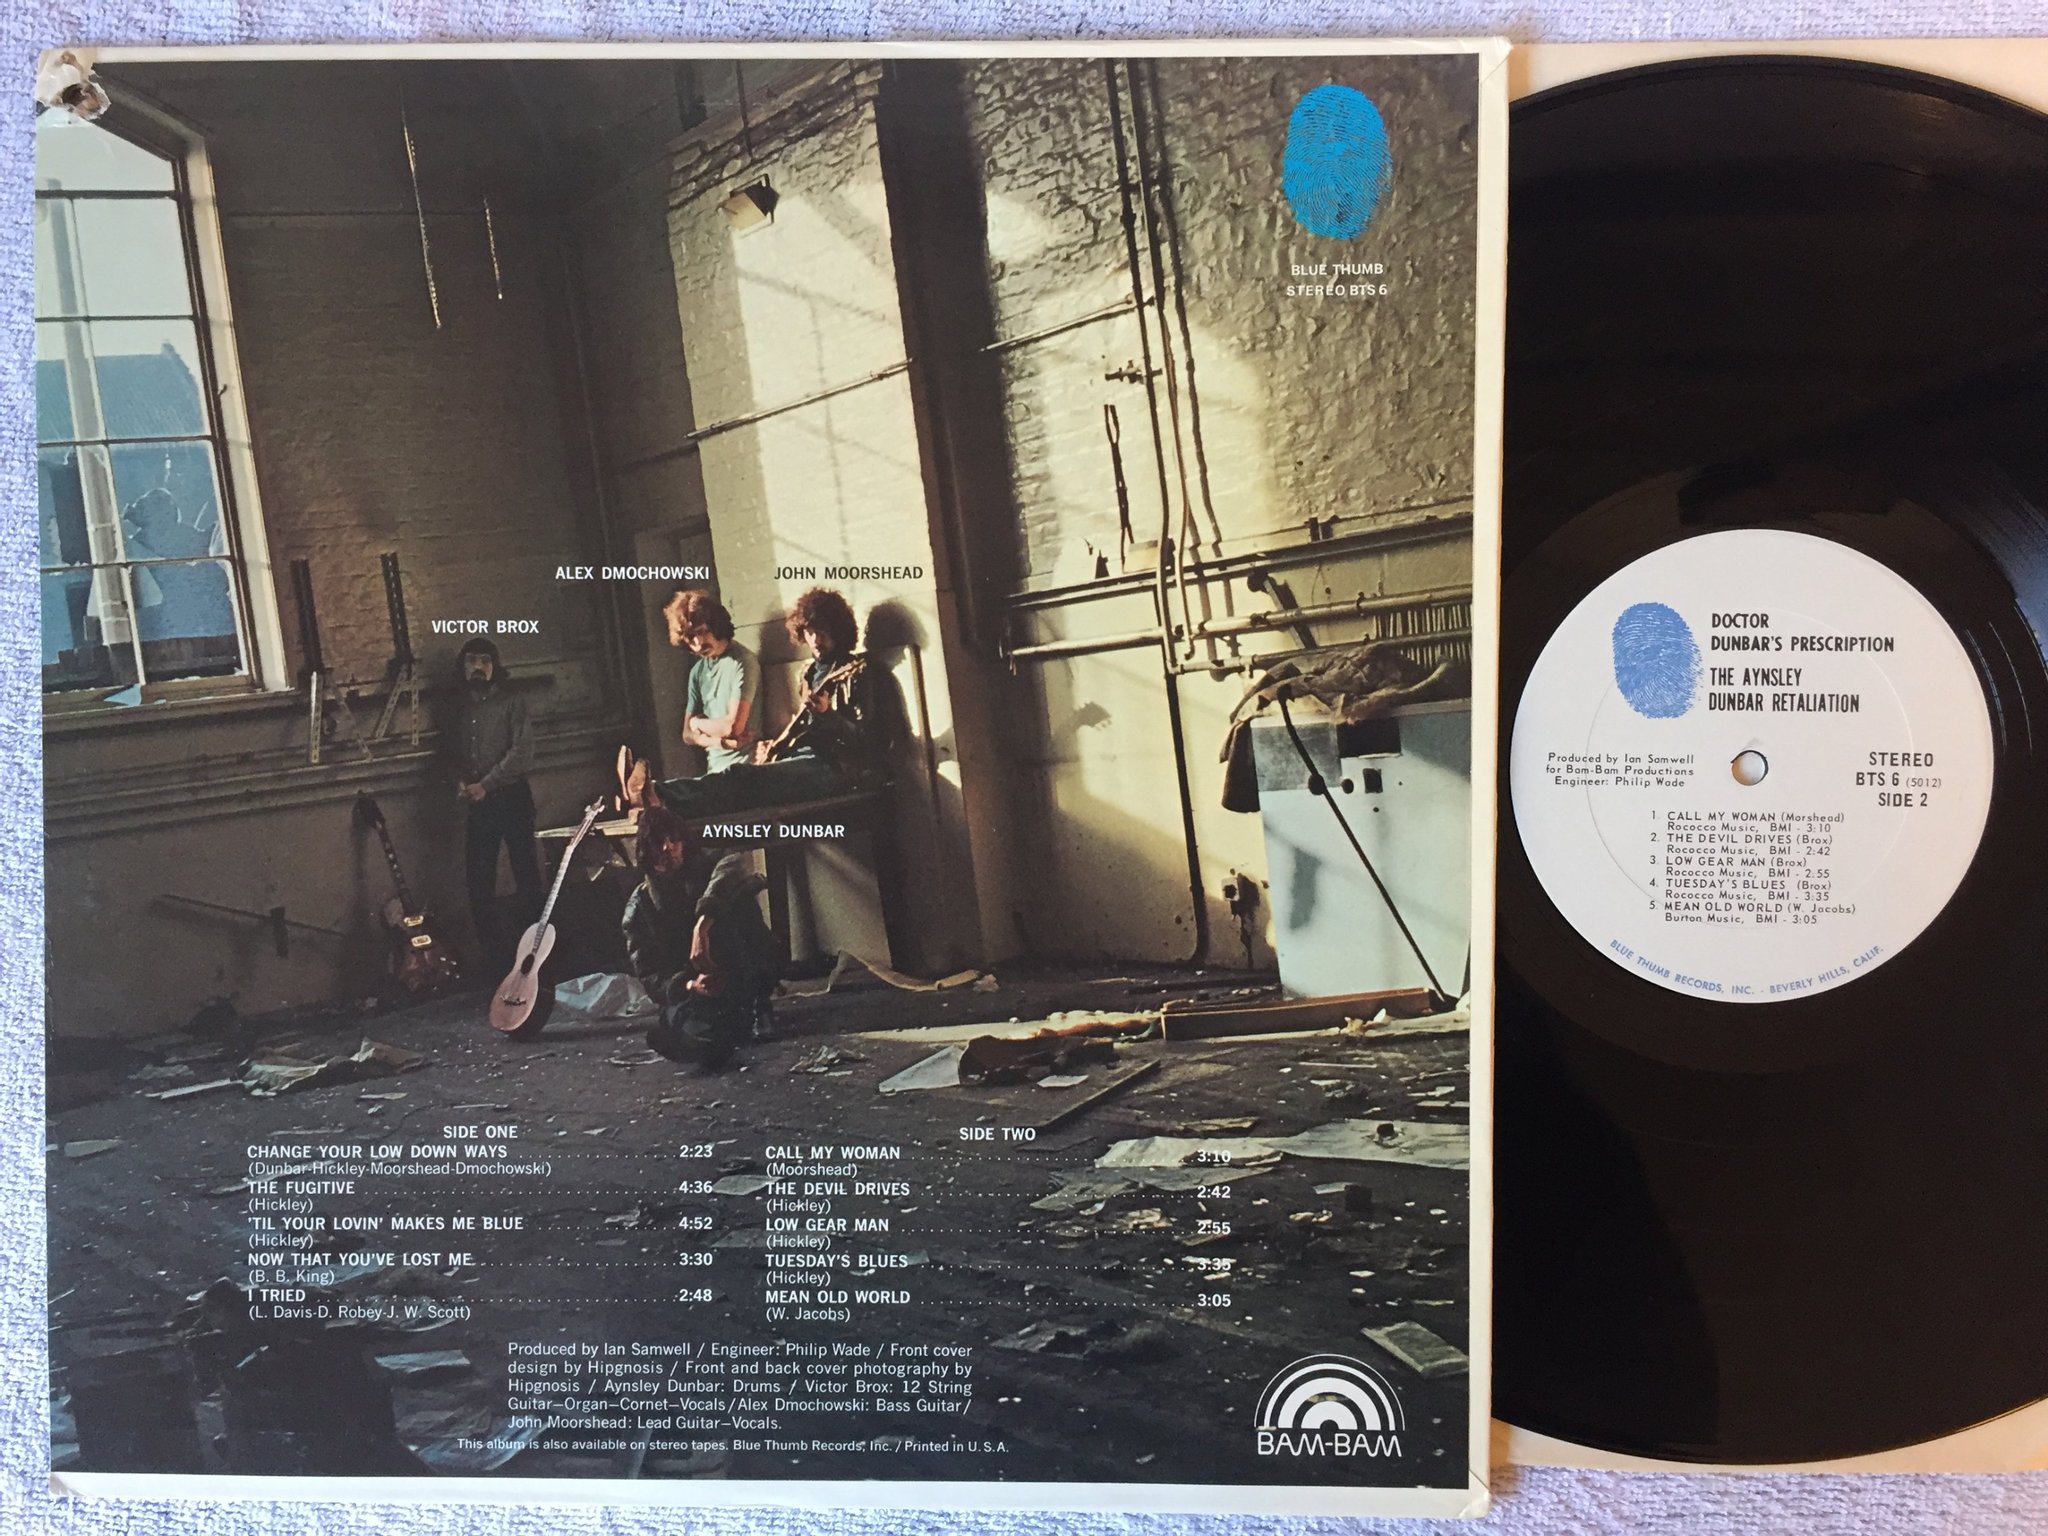 BLUE THUMB
STEREO BTS 6
ALEX DMOCHOWSKI
JOHN MOORSHEAD
VICTOR BROX
AYNSLEY DUNBAR
SIDE ONE
CHANGE YOUR LOW DOWN WAYS 2:23
(Dunbar-Hickley-Moorshead-Dmochowski)
THE FUGITIVE 4:36
(Hickley)
'TIL YOUR LOVIN' MAKES ME BLUE 4:52
(Hickley)
NOW THAT YOU'VE LOST ME 3:30
(B. B. King)
I TRIED 2:48
(L. Davis-D. Robey-J. W. Scott)
SIDE TWO
CALL MY WOMAN 3:10
(Moorshead)
THE DEVIL DRIVES 2:42
(Hickley)
LOW GEAR MAN 2:55
(Hickley)
TUESDAY'S BLUES 3:35
(Hickley)
MEAN OLD WORLD 3:05
(W. Jacobs)
Produced by Ian Samwell / Engineer: Philip Wade / Front cover
design by Hipgnosis / Front and back cover photography by
Hipgnosis / Aynsley Dunbar: Drums / Victor Brox: 12 String
Guitar—Organ—Cornet—Vocals / Alex Dmochowski: Bass Guitar /
John Moorshead: Lead Guitar—Vocals.
This album is also available on stereo tapes. Blue Thumb Records, Inc. / Printed in U. S. A.
BAM-BAM
DOCTOR
DUNBAR'S PRESCRIPTION
THE AYNSLEY
DUNBAR RETALIATION
Produced by Ian Samwell
for Bam-Bam Productions
Engineer: Philip Wade
STEREO
BTS 6 (5012)
SIDE 2
1. CALL MY WOMAN (Morshead)
Rococco Music, BMI - 3:10
2. THE DEVIL DRIVES (Brox)
Rococco Music, BMI - 2:42
3. LOW GEAR MAN (Brox)
Rococco Music, BMI - 2:55
4. TUESDAY'S BLUES (Brox)
Rococco Music, BMI - 3:35
5. MEAN OLD WORLD (W. Jacobs)
Burton Music, BMI - 3:05
BLUE THUMB RECORDS, INC. - BEVERLY HILLS, CALIF.